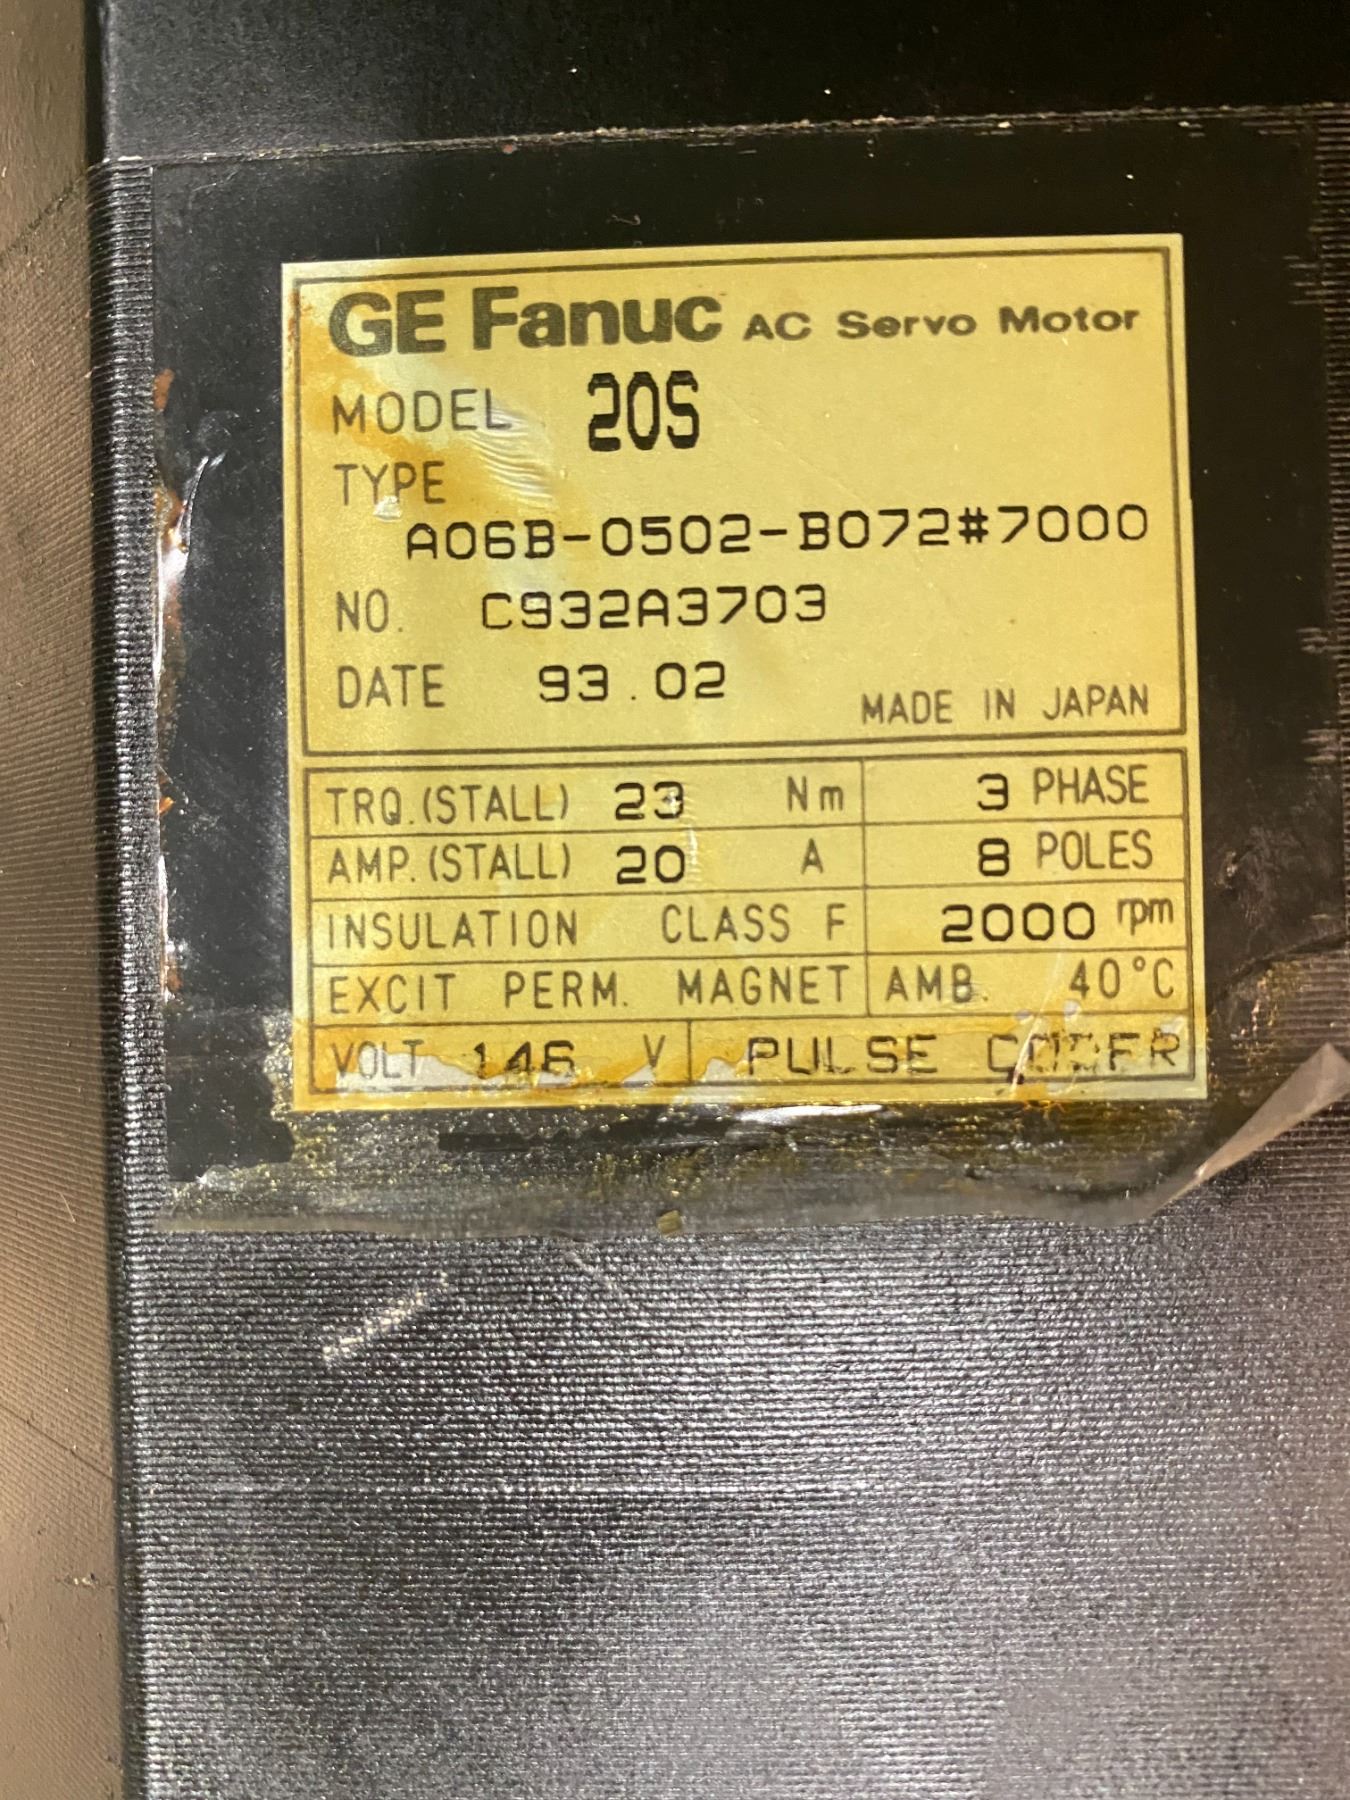 GE Fanuc AC Servo Motor
MODEL 20S
TYPE
A06B-0502-B072#7000
NO. C932A3703
DATE 93.02
MADE IN JAPAN
TRQ.(STALL) 23 Nm 3 PHASE
AMP.(STALL) 20 A 8 POLES
INSULATION CLASS F 2000 rpm
EXCIT PERM. MAGNET AMB. 40°C
VOLT 146 V PULSE CODER